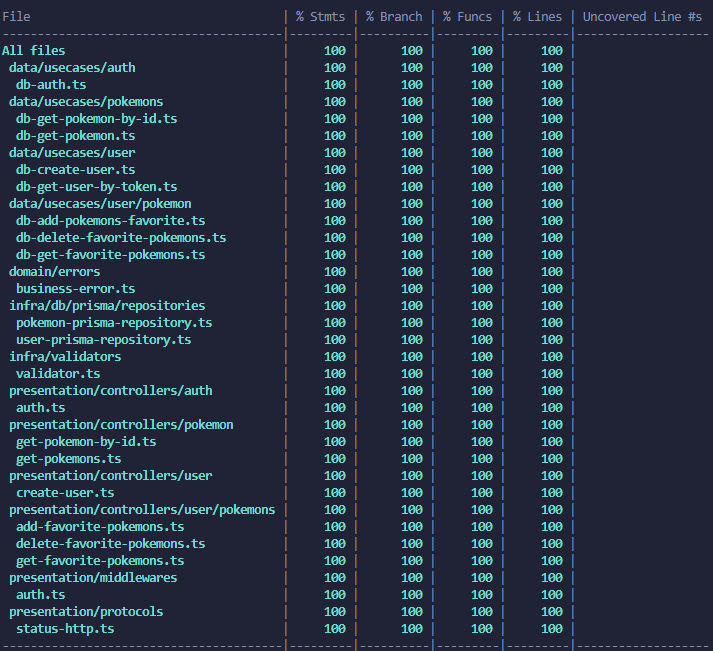 File | % Stmts | % Branch | % Funcs | % Lines | Uncovered Line #s
----------------------------------------|---------|----------|---------|---------|-------------------
All files | 100 | 100 | 100 | 100 |
data/usecases/auth | 100 | 100 | 100 | 100 |
db-auth.ts | 100 | 100 | 100 | 100 |
data/usecases/pokemons | 100 | 100 | 100 | 100 |
db-get-pokemon-by-id.ts | 100 | 100 | 100 | 100 |
db-get-pokemon.ts | 100 | 100 | 100 | 100 |
data/usecases/user | 100 | 100 | 100 | 100 |
db-create-user.ts | 100 | 100 | 100 | 100 |
db-get-user-by-token.ts | 100 | 100 | 100 | 100 |
data/usecases/user/pokemon | 100 | 100 | 100 | 100 |
db-add-pokemons-favorite.ts | 100 | 100 | 100 | 100 |
db-delete-favorite-pokemons.ts | 100 | 100 | 100 | 100 |
db-get-favorite-pokemons.ts | 100 | 100 | 100 | 100 |
domain/errors | 100 | 100 | 100 | 100 |
business-error.ts | 100 | 100 | 100 | 100 |
infra/db/prisma/repositories | 100 | 100 | 100 | 100 |
pokemon-prisma-repository.ts | 100 | 100 | 100 | 100 |
user-prisma-repository.ts | 100 | 100 | 100 | 100 |
infra/validators | 100 | 100 | 100 | 100 |
validator.ts | 100 | 100 | 100 | 100 |
presentation/controllers/auth | 100 | 100 | 100 | 100 |
auth.ts | 100 | 100 | 100 | 100 |
presentation/controllers/pokemon | 100 | 100 | 100 | 100 |
get-pokemon-by-id.ts | 100 | 100 | 100 | 100 |
get-pokemons.ts | 100 | 100 | 100 | 100 |
presentation/controllers/user | 100 | 100 | 100 | 100 |
create-user.ts | 100 | 100 | 100 | 100 |
presentation/controllers/user/pokemons | 100 | 100 | 100 | 100 |
add-favorite-pokemons.ts | 100 | 100 | 100 | 100 |
delete-favorite-pokemons.ts | 100 | 100 | 100 | 100 |
get-favorite-pokemons.ts | 100 | 100 | 100 | 100 |
presentation/middlewares | 100 | 100 | 100 | 100 |
auth.ts | 100 | 100 | 100 | 100 |
presentation/protocols | 100 | 100 | 100 | 100 |
status-http.ts | 100 | 100 | 100 | 100 |
----------------------------------------|---------|----------|---------|---------|-------------------